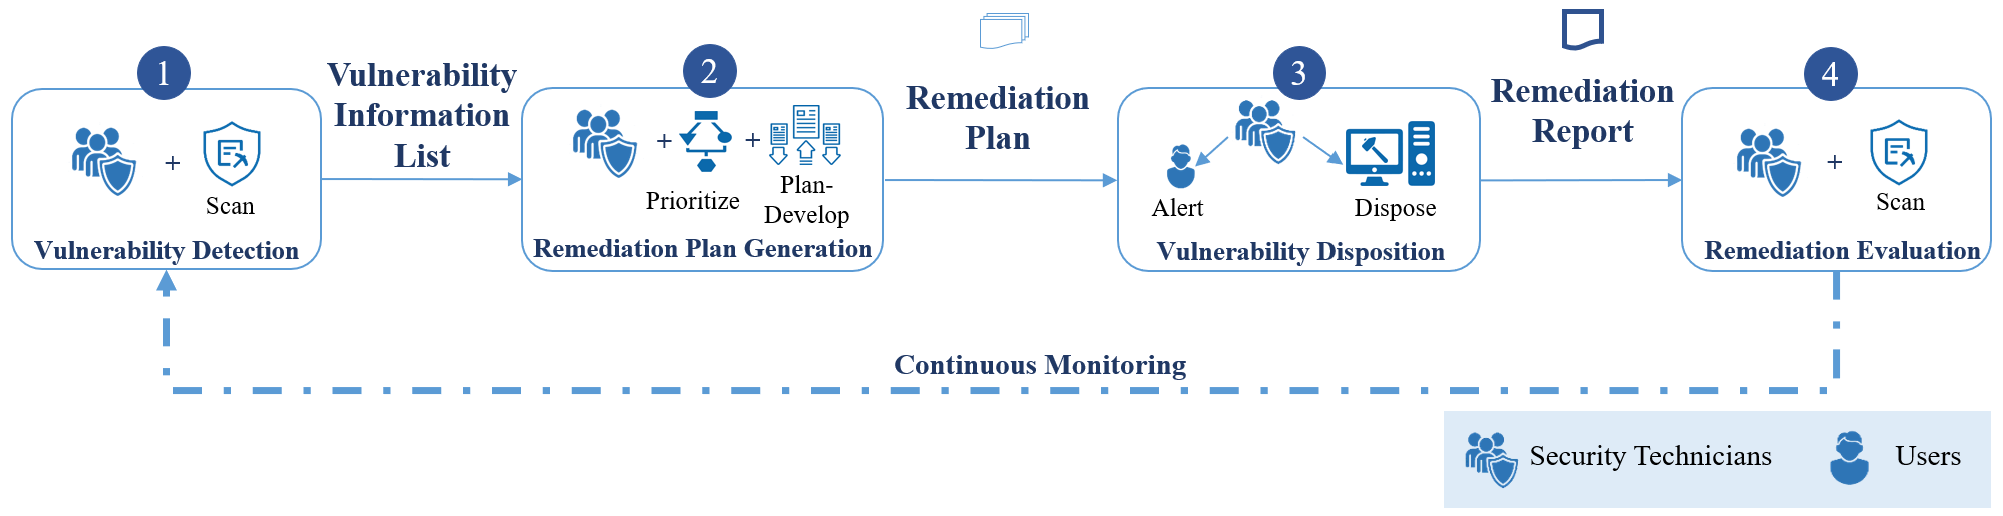 1
+
Scan
Vulnerability Detection
Vulnerability
Information
List
2
+
+
Prioritize
Plan-
Develop
Remediation Plan Generation
Remediation
Plan
3
Alert
Dispose
Vulnerability Disposition
Remediation
Report
4
+
Scan
Remediation Evaluation
Continuous Monitoring
Security Technicians
Users